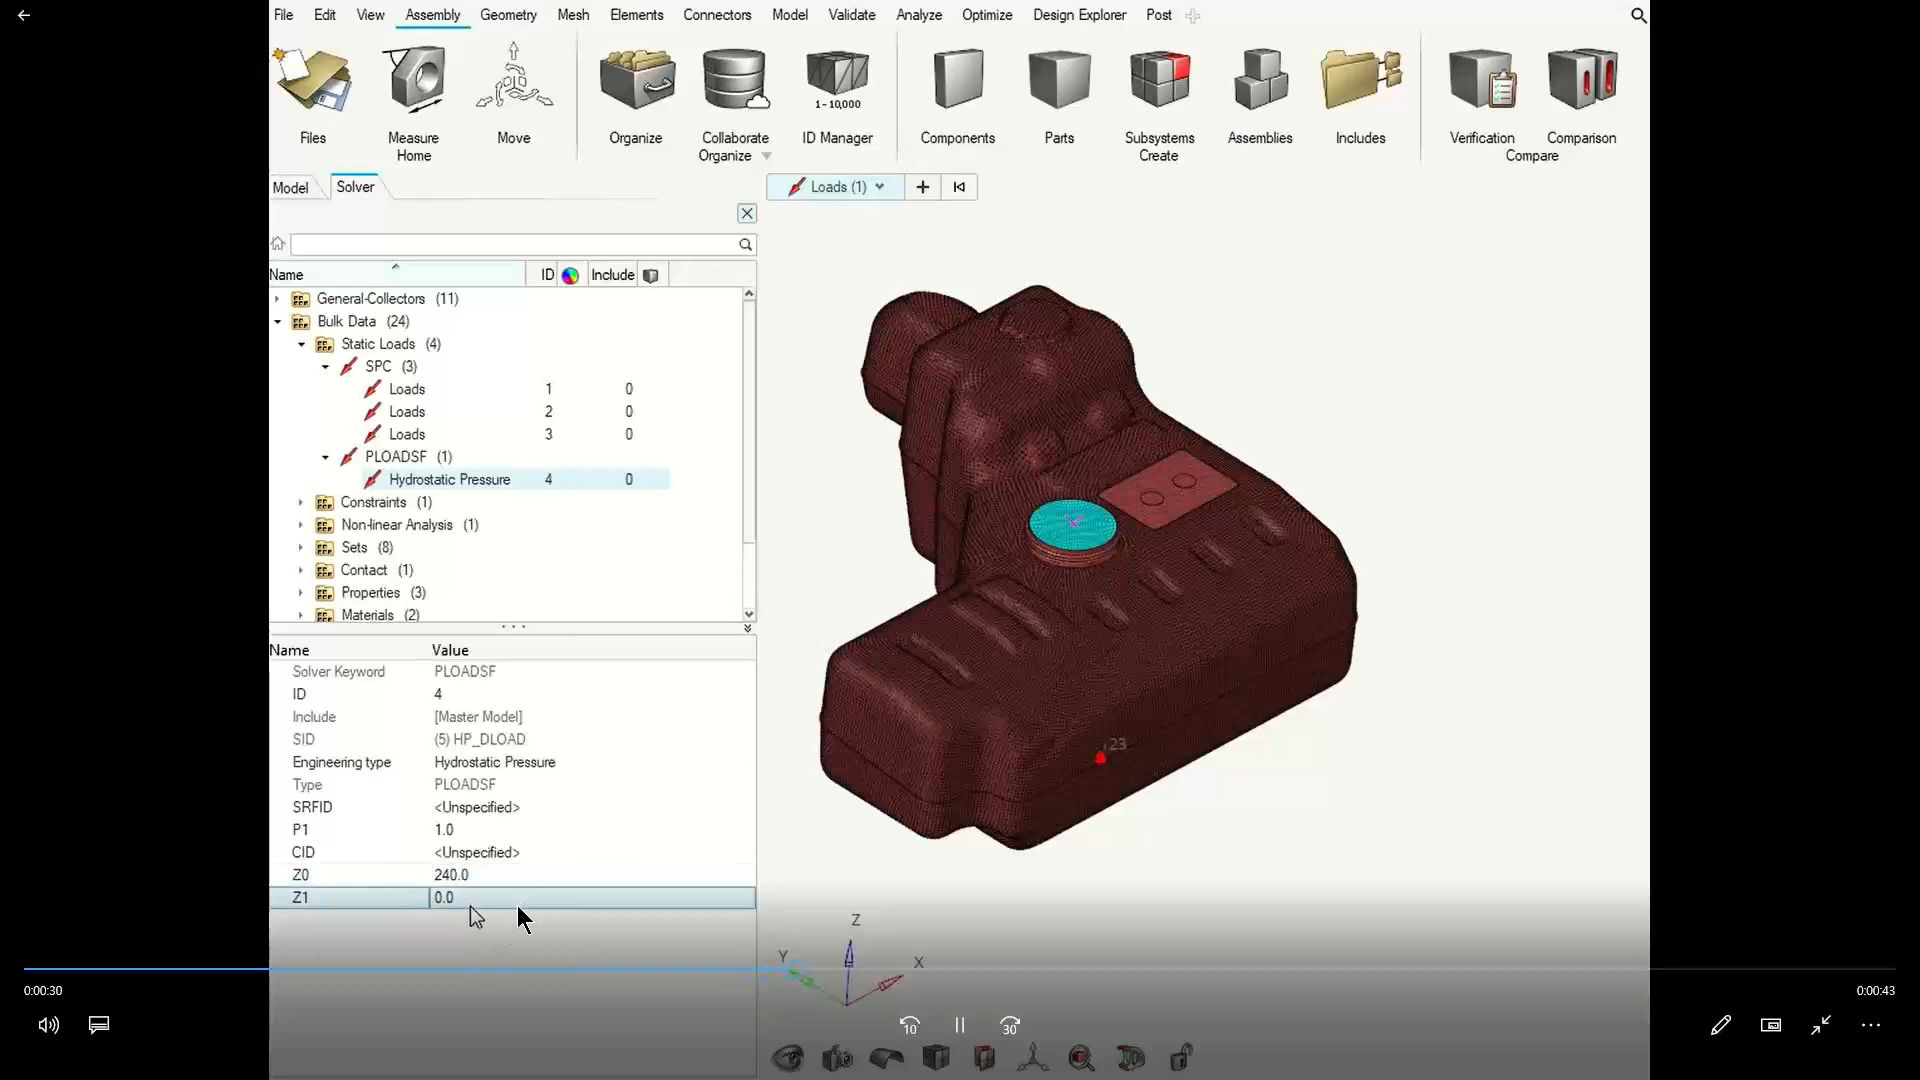 File Edit View Assembly Geometry Mesh Elements Connectors Model Validate Analyze Optimize Design Explorer Post
1 - 10,000
Files Measure Move Organize Collaborate ID Manager Components Parts Subsystems Assemblies Includes Verification Comparison
Home Organize Create Compare
Model Solver
Loads (1)
Name ID Include
General-Collectors (11)
Bulk Data (24)
Static Loads (4)
SPC (3)
Loads 1 0
Loads 2 0
Loads 3 0
PLOADSF (1)
Hydrostatic Pressure 4 0
Constraints (1)
Non-linear Analysis (1)
Sets (8)
Contact (1)
Properties (3)
Materials (2)
Name Value
Solver Keyword PLOADSF
ID 4
Include [Master Model]
SID (5) HP_DLOAD
Engineering type Hydrostatic Pressure
Type PLOADSF
SRFID <Unspecified>
P1 1.0
CID <Unspecified>
Z0 240.0
Z1 0.0
Z
Y X
0:00:30 0:00:43
10 30